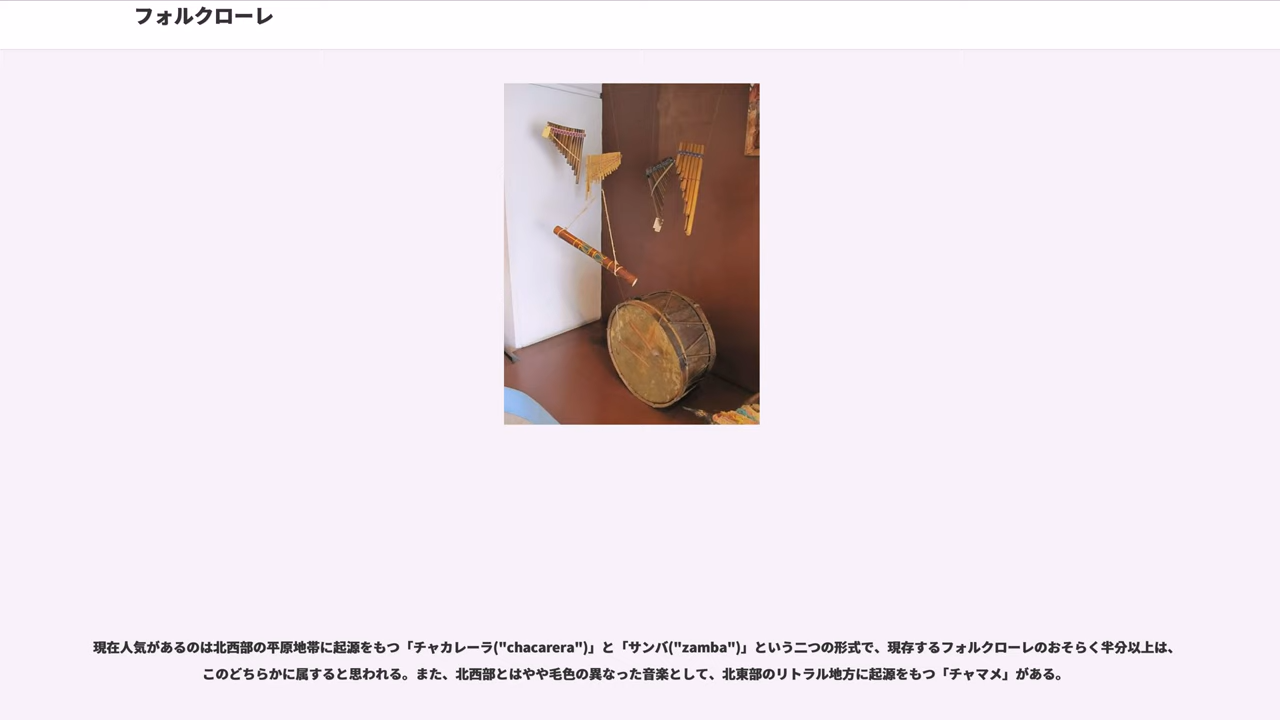 フォルクローレ
現在人気があるのは北西部の平原地帯に起源をもつ「チャカレーラ("chacarera")」と「サンバ("zamba")」という二つの形式で、現存するフォルクローレのおそらく半分以上は、
このどちらかに属すると思われる。また、北西部とはやや毛色の異なった音楽として、北東部のリトラル地方に起源をもつ「チャマメ」がある。